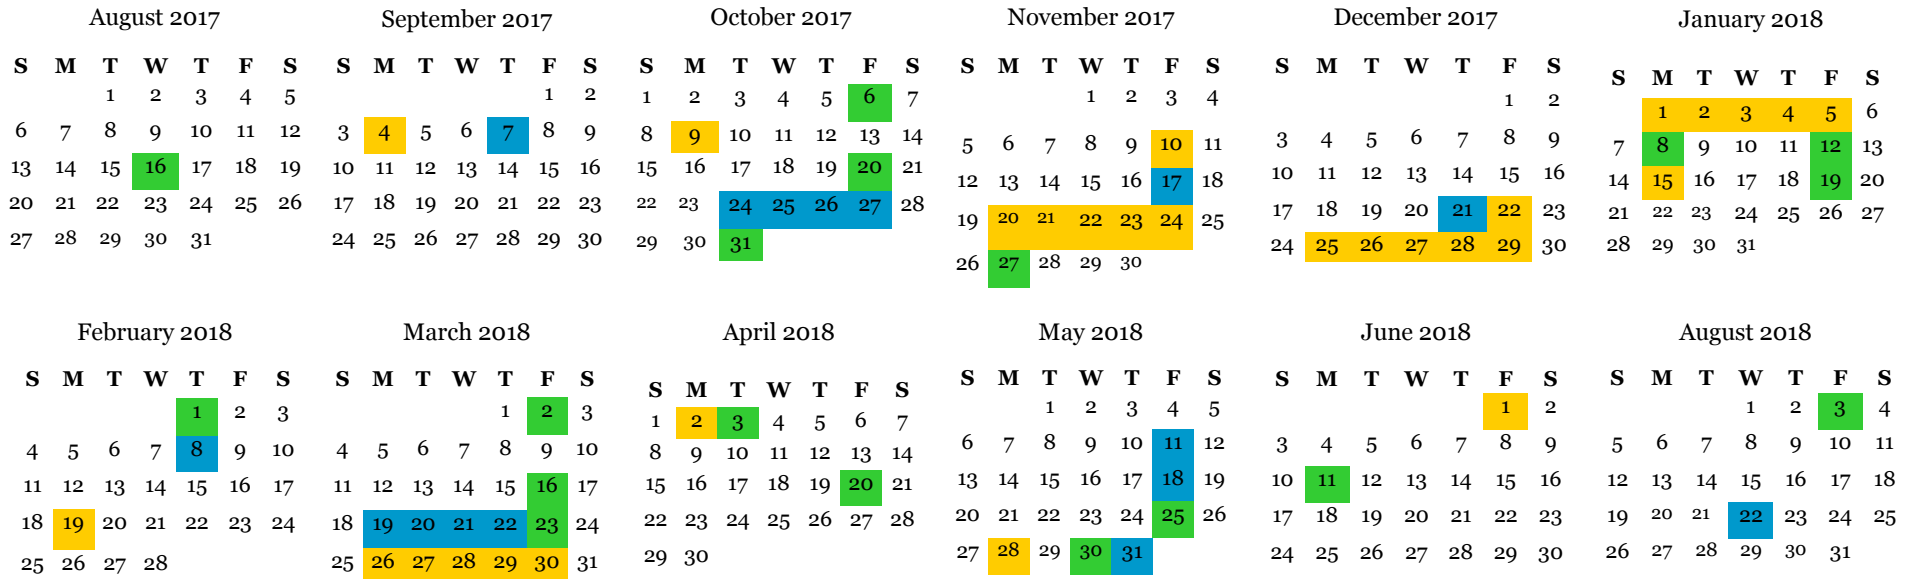 August 2017
S M T W T F S
1 2 3 4 5
6 7 8 9 10 11 12
13 14 15 16 17 18 19
20 21 22 23 24 25 26
27 28 29 30 31
September 2017
S M T W T F S
1 2
3 4 5 6 7 8 9
10 11 12 13 14 15 16
17 18 19 20 21 22 23
24 25 26 27 28 29 30
October 2017
S M T W T F S
1 2 3 4 5 6 7
8 9 10 11 12 13 14
15 16 17 18 19 20 21
22 23 24 25 26 27 28
29 30 31
November 2017
S M T W T F S
1 2 3 4
5 6 7 8 9 10 11
12 13 14 15 16 17 18
19 20 21 22 23 24 25
26 27 28 29 30
December 2017
S M T W T F S
1 2
3 4 5 6 7 8 9
10 11 12 13 14 15 16
17 18 19 20 21 22 23
24 25 26 27 28 29 30
January 2018
S M T W T F S
1 2 3 4 5 6
7 8 9 10 11 12 13
14 15 16 17 18 19 20
21 22 23 24 25 26 27
28 29 30 31
February 2018
S M T W T F S
1 2 3
4 5 6 7 8 9 10
11 12 13 14 15 16 17
18 19 20 21 22 23 24
25 26 27 28
March 2018
S M T W T F S
1 2 3
4 5 6 7 8 9 10
11 12 13 14 15 16 17
18 19 20 21 22 23 24
25 26 27 28 29 30 31
April 2018
S M T W T F S
1 2 3 4 5 6 7
8 9 10 11 12 13 14
15 16 17 18 19 20 21
22 23 24 25 26 27 28
29 30
May 2018
S M T W T F S
1 2 3 4 5
6 7 8 9 10 11 12
13 14 15 16 17 18 19
20 21 22 23 24 25 26
27 28 29 30 31
June 2018
S M T W T F S
1 2
3 4 5 6 7 8 9
10 11 12 13 14 15 16
17 18 19 20 21 22 23
24 25 26 27 28 29 30
August 2018
S M T W T F S
1 2 3 4
5 6 7 8 9 10 11
12 13 14 15 16 17 18
19 20 21 22 23 24 25
26 27 28 29 30 31